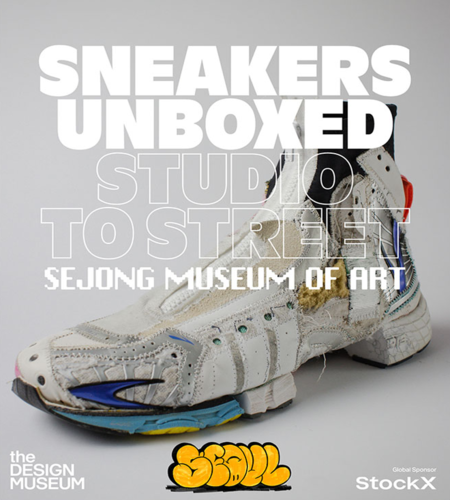 SNEAKERS
UNBOXED
STUDIO
TO STREET
SEJONG MUSEUM OF ART
the
DESIGN
MUSEUM
SEOUL
Global Sponsor
StockX